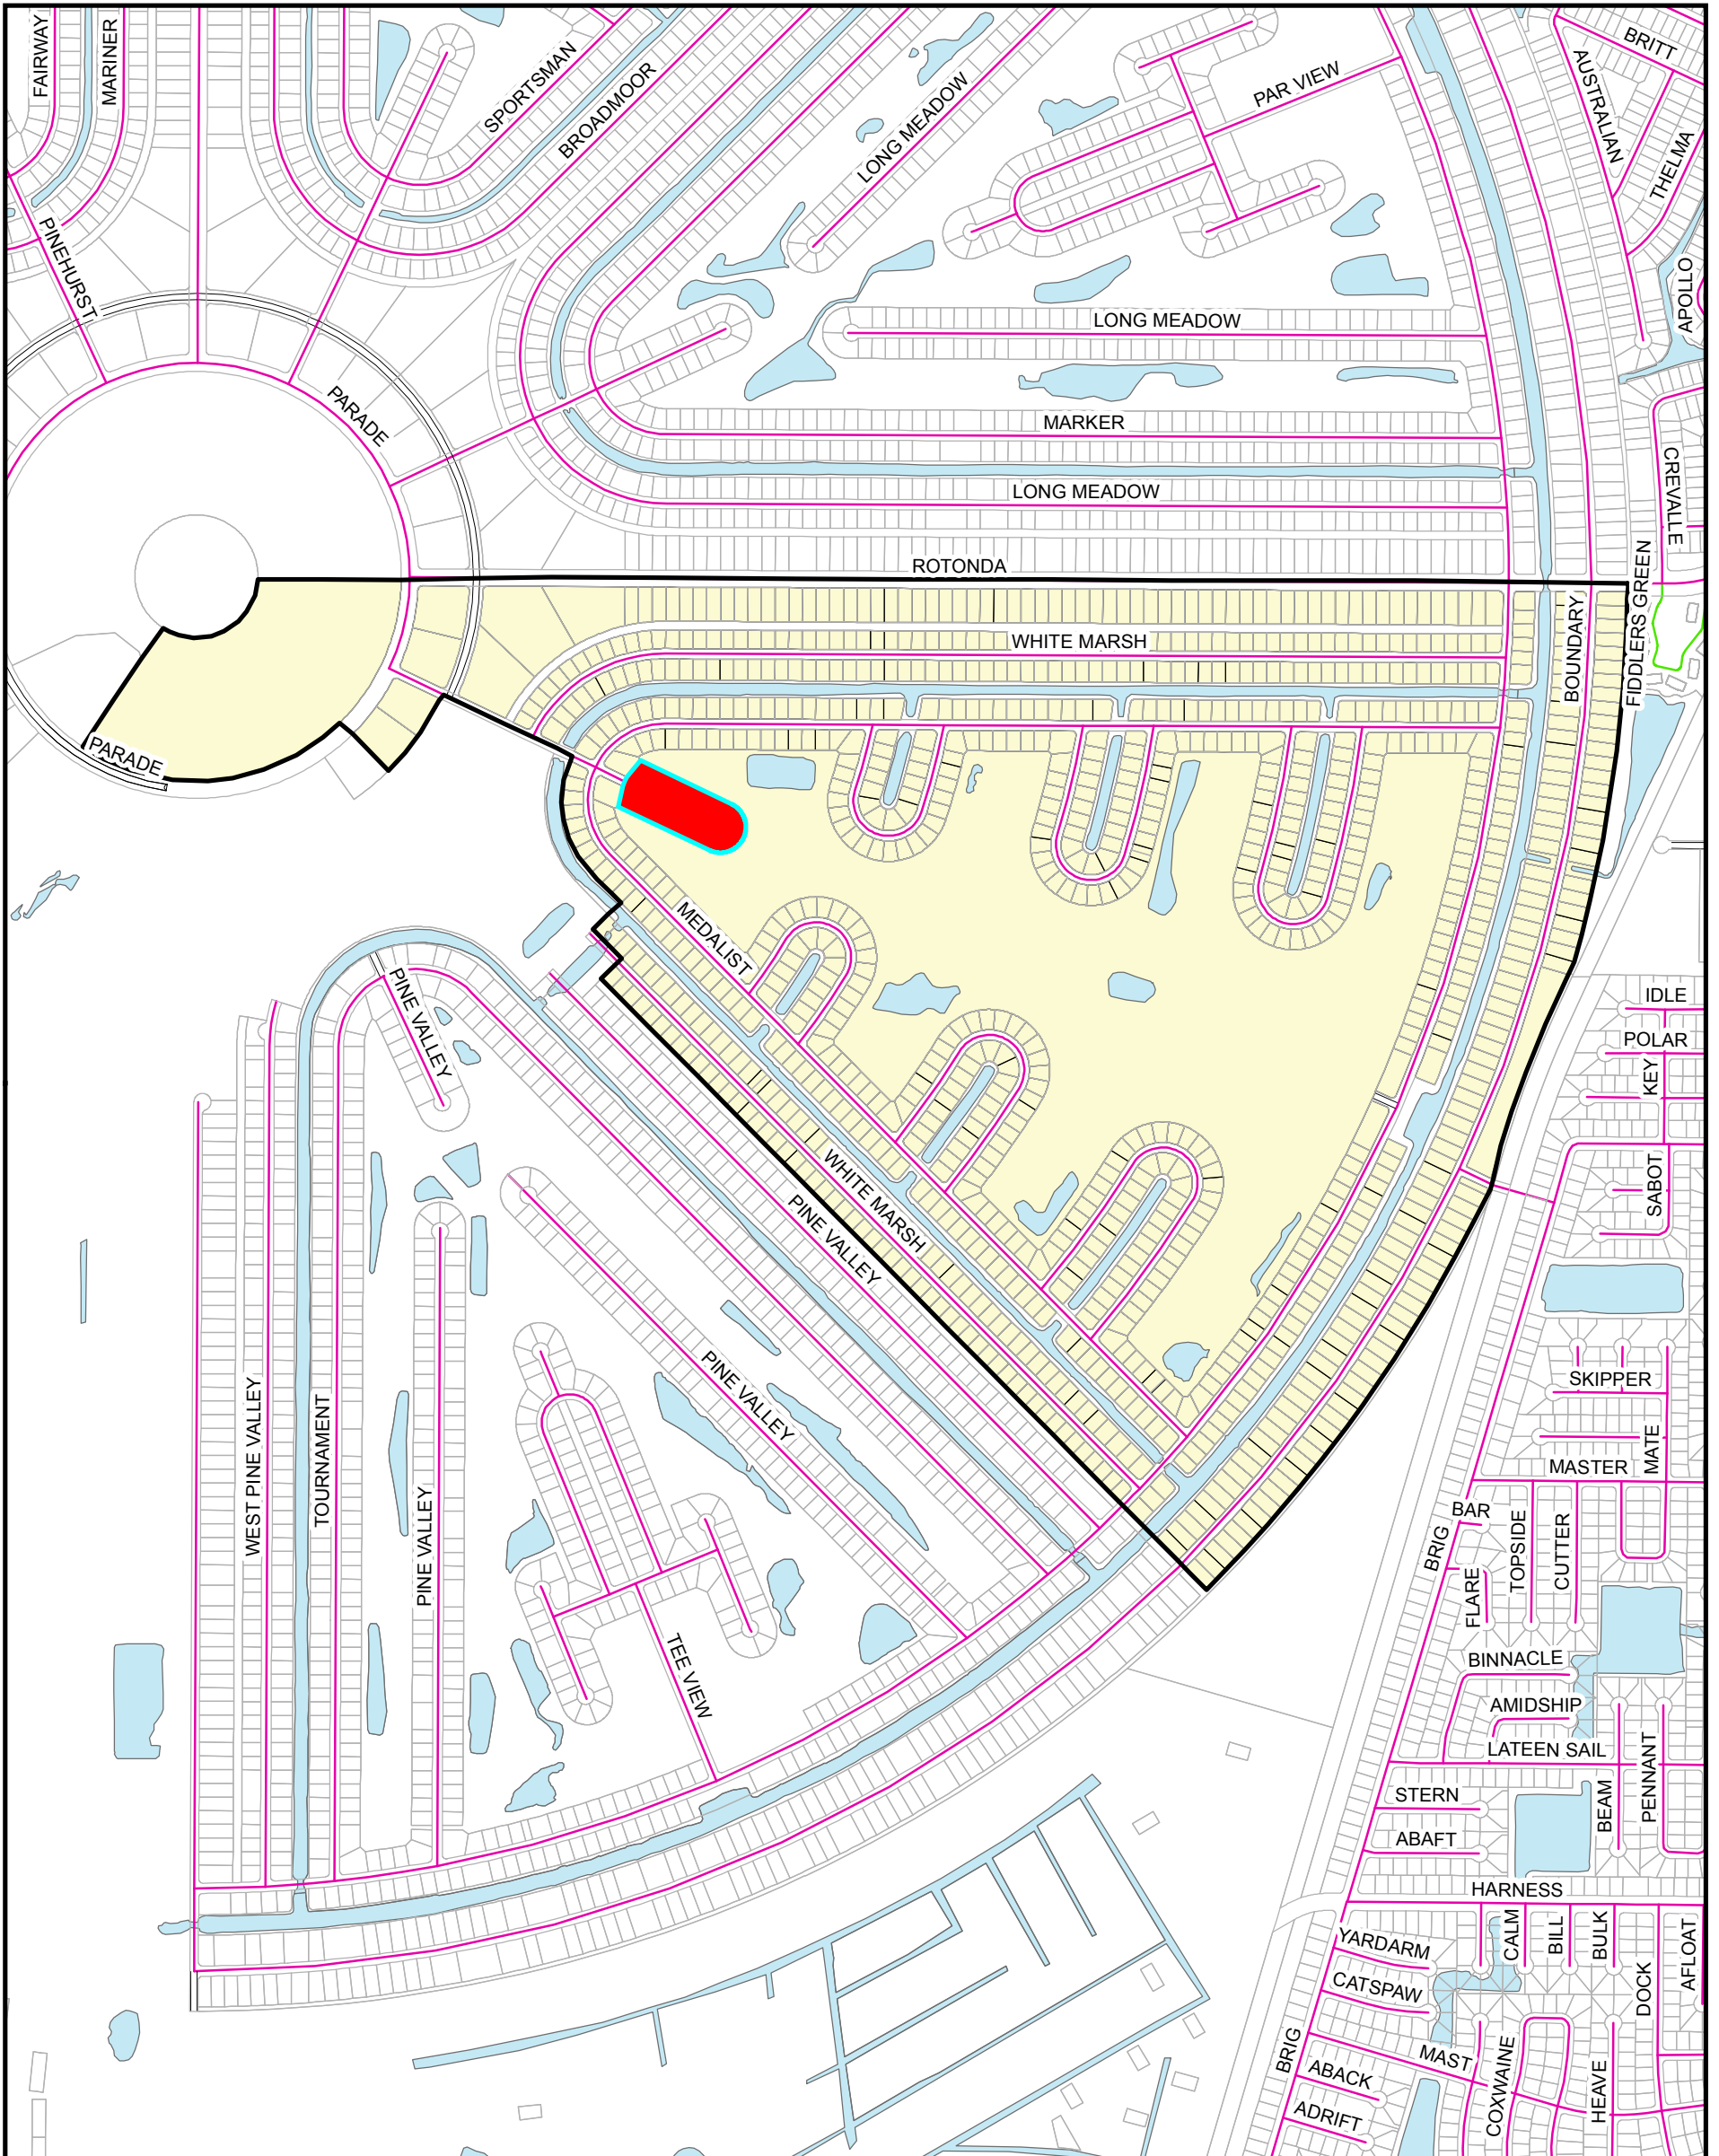 FAIRWAY
MARINER
SPORTSMAN
BROADMOOR
LONG MEADOW
PAR VIEW
BRITT
AUSTRALIAN
THELMA
PINEHURST
APOLLO
LONG MEADOW
PARADE
MARKER
CREVALLE
LONG MEADOW
ROTONDA
FIDDLERS GREEN
WHITE MARSH
BOUNDARY
PARADE
MEDALIST
PINE VALLEY
IDLE
POLAR
KEY
SABOT
WHITE MARSH
PINE VALLEY
PINE VALLEY
SKIPPER
WEST PINE VALLEY
TOURNAMENT
MATE
MASTER
PINE VALLEY
BAR
BRIG
TOPSIDE
CUTTER
FLARE
TEE VIEW
BINNACLE
AMIDSHIP
LATEEN SAIL
PENNANT
STERN
BEAM
ABAFT
HARNESS
YARDARM
CALM
BILL
BULK
AFLOAT
CATSPAW
DOCK
BRIG
MAST
COXWAINE
HEAVE
ABACK
ADRIFT